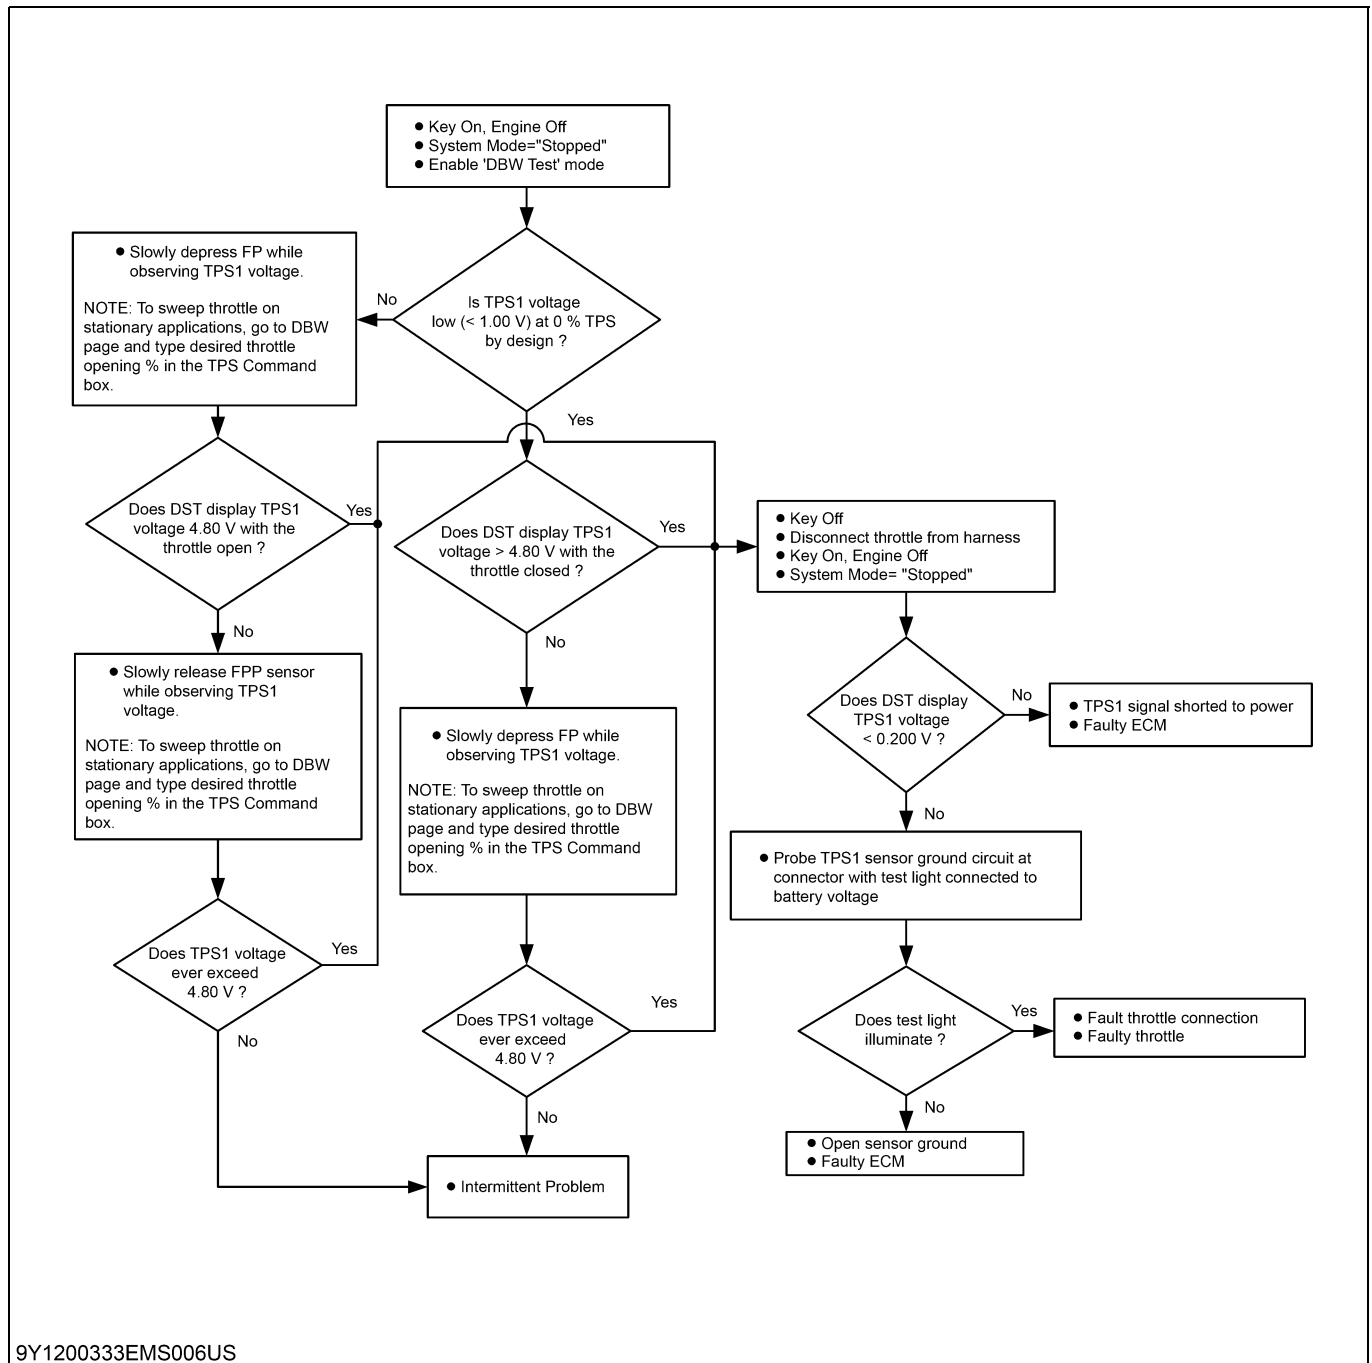 ● Key On, Engine Off
● System Mode="Stopped"
● Enable 'DBW Test' mode
Is TPS1 voltage
low (< 1.00 V) at 0 % TPS
by design ?
No
Yes
● Slowly depress FP while
observing TPS1 voltage.
NOTE: To sweep throttle on
stationary applications, go to DBW
page and type desired throttle
opening % in the TPS Command
box.
Does DST display TPS1
voltage 4.80 V with the
throttle open ?
Yes
No
● Slowly release FPP sensor
while observing TPS1
voltage.
NOTE: To sweep throttle on
stationary applications, go to DBW
page and type desired throttle
opening % in the TPS Command
box.
Does TPS1 voltage
ever exceed
4.80 V ?
Yes
No
Does DST display TPS1
voltage > 4.80 V with the
throttle closed ?
Yes
No
● Slowly depress FP while
observing TPS1 voltage.
NOTE: To sweep throttle on
stationary applications, go to DBW
page and type desired throttle
opening % in the TPS Command
box.
Does TPS1 voltage
ever exceed
4.80 V ?
Yes
No
● Intermittent Problem
● Key Off
● Disconnect throttle from harness
● Key On, Engine Off
● System Mode= "Stopped"
Does DST display
TPS1 voltage
< 0.200 V ?
No
● TPS1 signal shorted to power
● Faulty ECM
No
● Probe TPS1 sensor ground circuit at
connector with test light connected to
battery voltage
Does test light
illuminate ?
Yes
● Fault throttle connection
● Faulty throttle
No
● Open sensor ground
● Faulty ECM
9Y1200333EMS006US